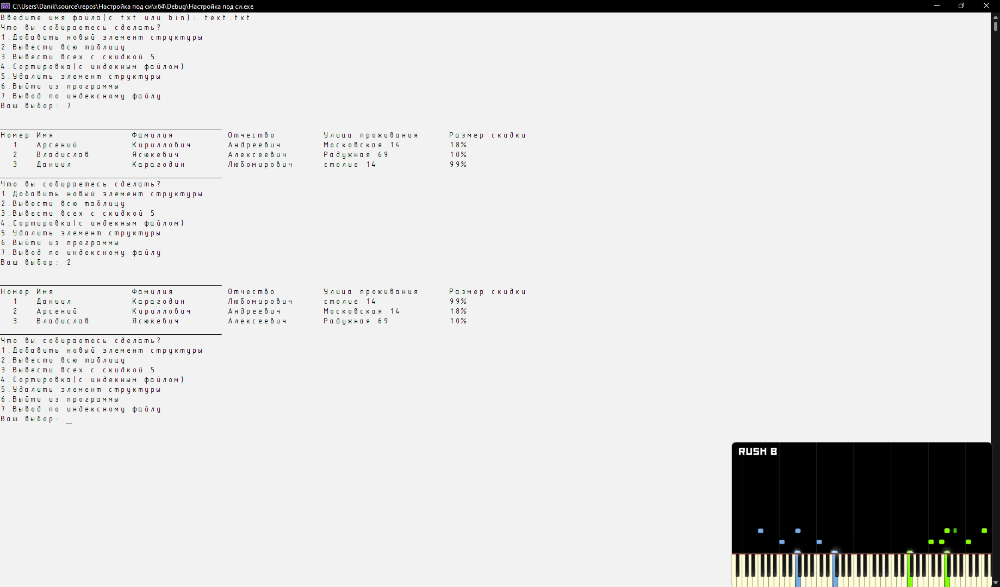 C:\Users\Danik\source\repos\Настройка под си\x64\Debug\Настройка под си.exe
Введите имя файла(с txt или bin): text.txt
Что вы собираетесь сделать?
1.Добавить новый элемент структуры
2.Вывести всю таблицу
3.Вывести всех с скидкой 5
4.Сортировка(с индекным файлом)
5.Удалить элемент структуры
6.Выйти из программы
7.Вывод по индексному файлу
Ваш выбор: 7
Номер Имя Фамилия Отчество Улица проживания Размер скидки
1 Арсений Кириллович Андреевич Московская 14 18%
2 Владислав Ясюкевич Алексеевич Радужная 69 10%
3 Даниил Карагодин Любомирович столие 14 99%
Что вы собираетесь сделать?
1.Добавить новый элемент структуры
2.Вывести всю таблицу
3.Вывести всех с скидкой 5
4.Сортировка(с индекным файлом)
5.Удалить элемент структуры
6.Выйти из программы
7.Вывод по индексному файлу
Ваш выбор: 2
Номер Имя Фамилия Отчество Улица проживания Размер скидки
1 Даниил Карагодин Любомирович столие 14 99%
2 Арсений Кириллович Андреевич Московская 14 18%
3 Владислав Ясюкевич Алексеевич Радужная 69 10%
Что вы собираетесь сделать?
1.Добавить новый элемент структуры
2.Вывести всю таблицу
3.Вывести всех с скидкой 5
4.Сортировка(с индекным файлом)
5.Удалить элемент структуры
6.Выйти из программы
7.Вывод по индексному файлу
Ваш выбор: _
RUSH B